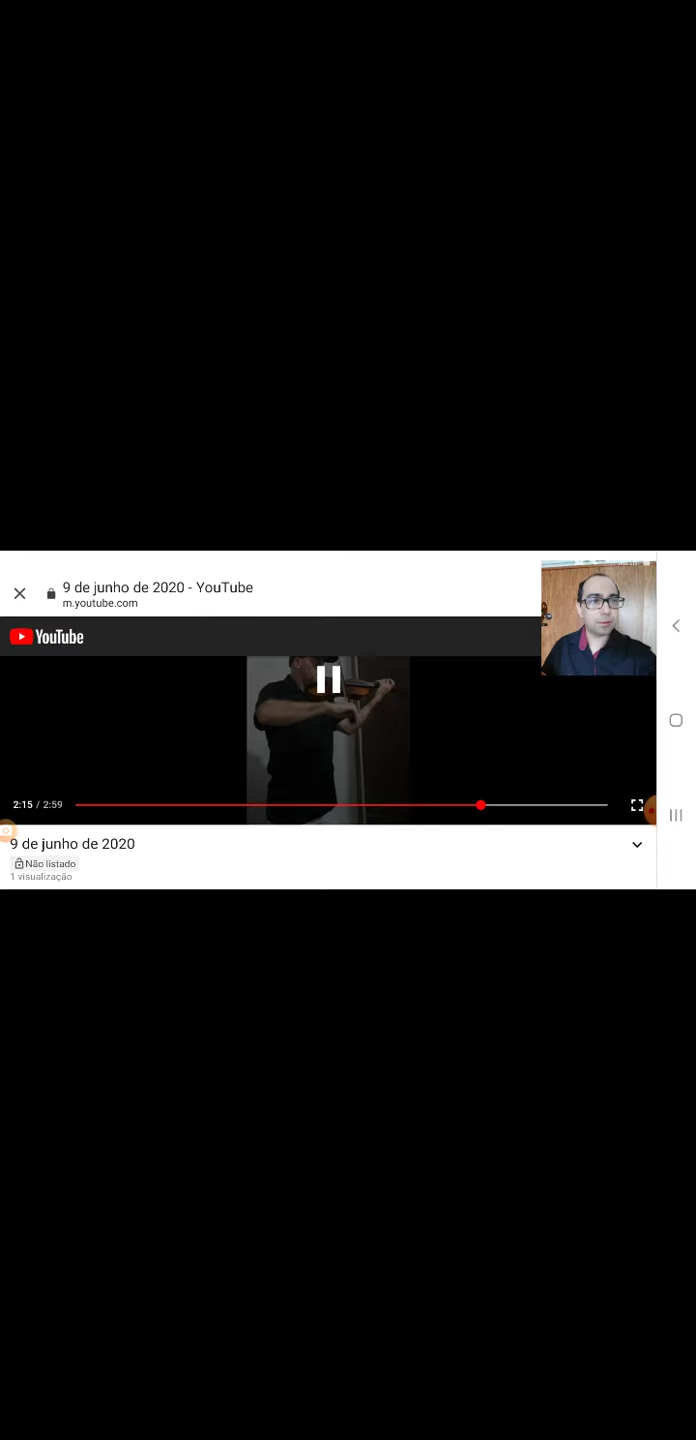 9 de junho de 2020 - YouTube
m.youtube.com
YouTube
2:15 / 2:59
9 de junho de 2020
Não listado
1 visualização